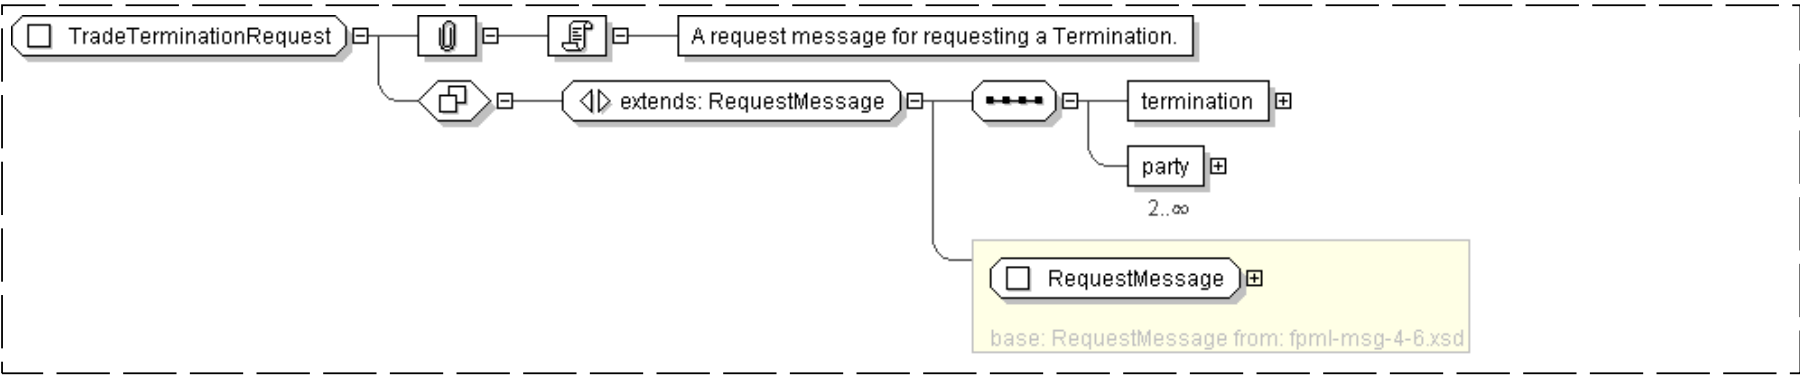 TradeTerminationRequest
A request message for requesting a Termination.
extends: RequestMessage
termination
party
2..∞
RequestMessage
base: RequestMessage from: fpml-msg-4-6.xsd